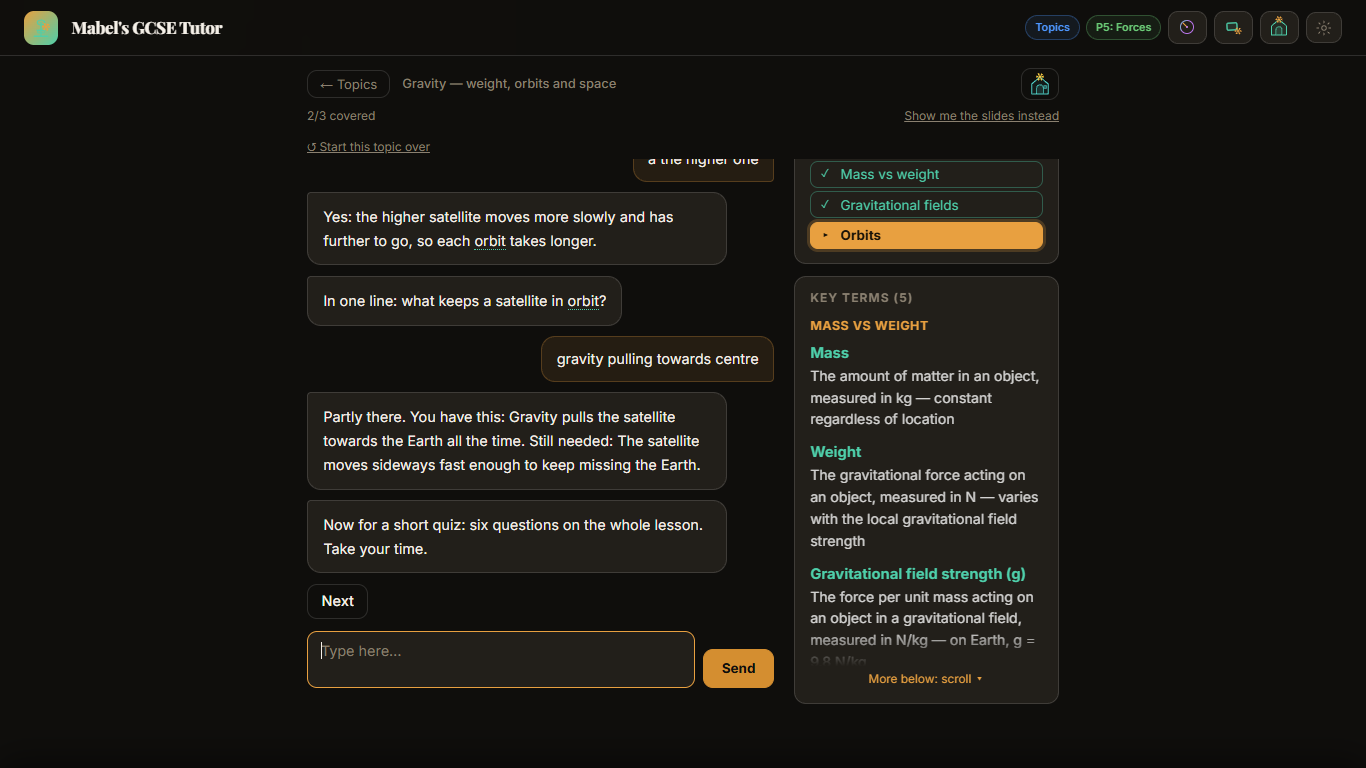 Mabel's GCSE Tutor
Topics
P5: Forces
← Topics
Gravity — weight, orbits and space
2/3 covered
Show me the slides instead
↺ Start this topic over
a the higher one
Yes: the higher satellite moves more slowly and has
further to go, so each orbit takes longer.
In one line: what keeps a satellite in orbit?
gravity pulling towards centre
Partly there. You have this: Gravity pulls the satellite
towards the Earth all the time. Still needed: The satellite
moves sideways fast enough to keep missing the Earth.
Now for a short quiz: six questions on the whole lesson.
Take your time.
Next
Type here...
Send
✓ Mass vs weight
✓ Gravitational fields
▸ Orbits
KEY TERMS (5)
MASS VS WEIGHT
Mass
The amount of matter in an object,
measured in kg — constant
regardless of location
Weight
The gravitational force acting on
an object, measured in N — varies
with the local gravitational field
strength
Gravitational field strength (g)
The force per unit mass acting on
an object in a gravitational field,
measured in N/kg — on Earth, g =
9.8 N/kg
More below: scroll ▾